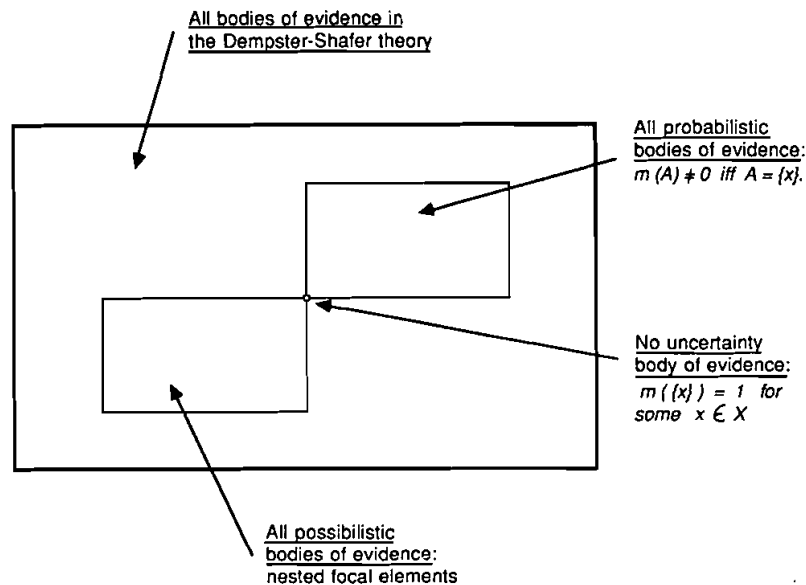 All bodies of evidence in
the Dempster-Shafer theory
All probabilistic
bodies of evidence:
m (A) ≠ 0 iff A = {x}.
No uncertainty
body of evidence:
m ( {x} ) = 1 for
some x ∈ X
All possibilistic
bodies of evidence:
nested focal elements